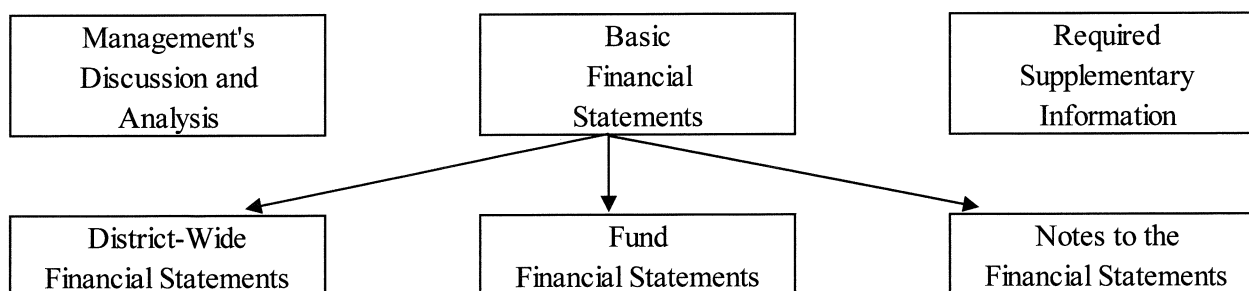 Management's
Discussion and
Analysis
Basic
Financial
Statements
Required
Supplementary
Information
District-Wide
Financial Statements
Fund
Financial Statements
Notes to the
Financial Statements